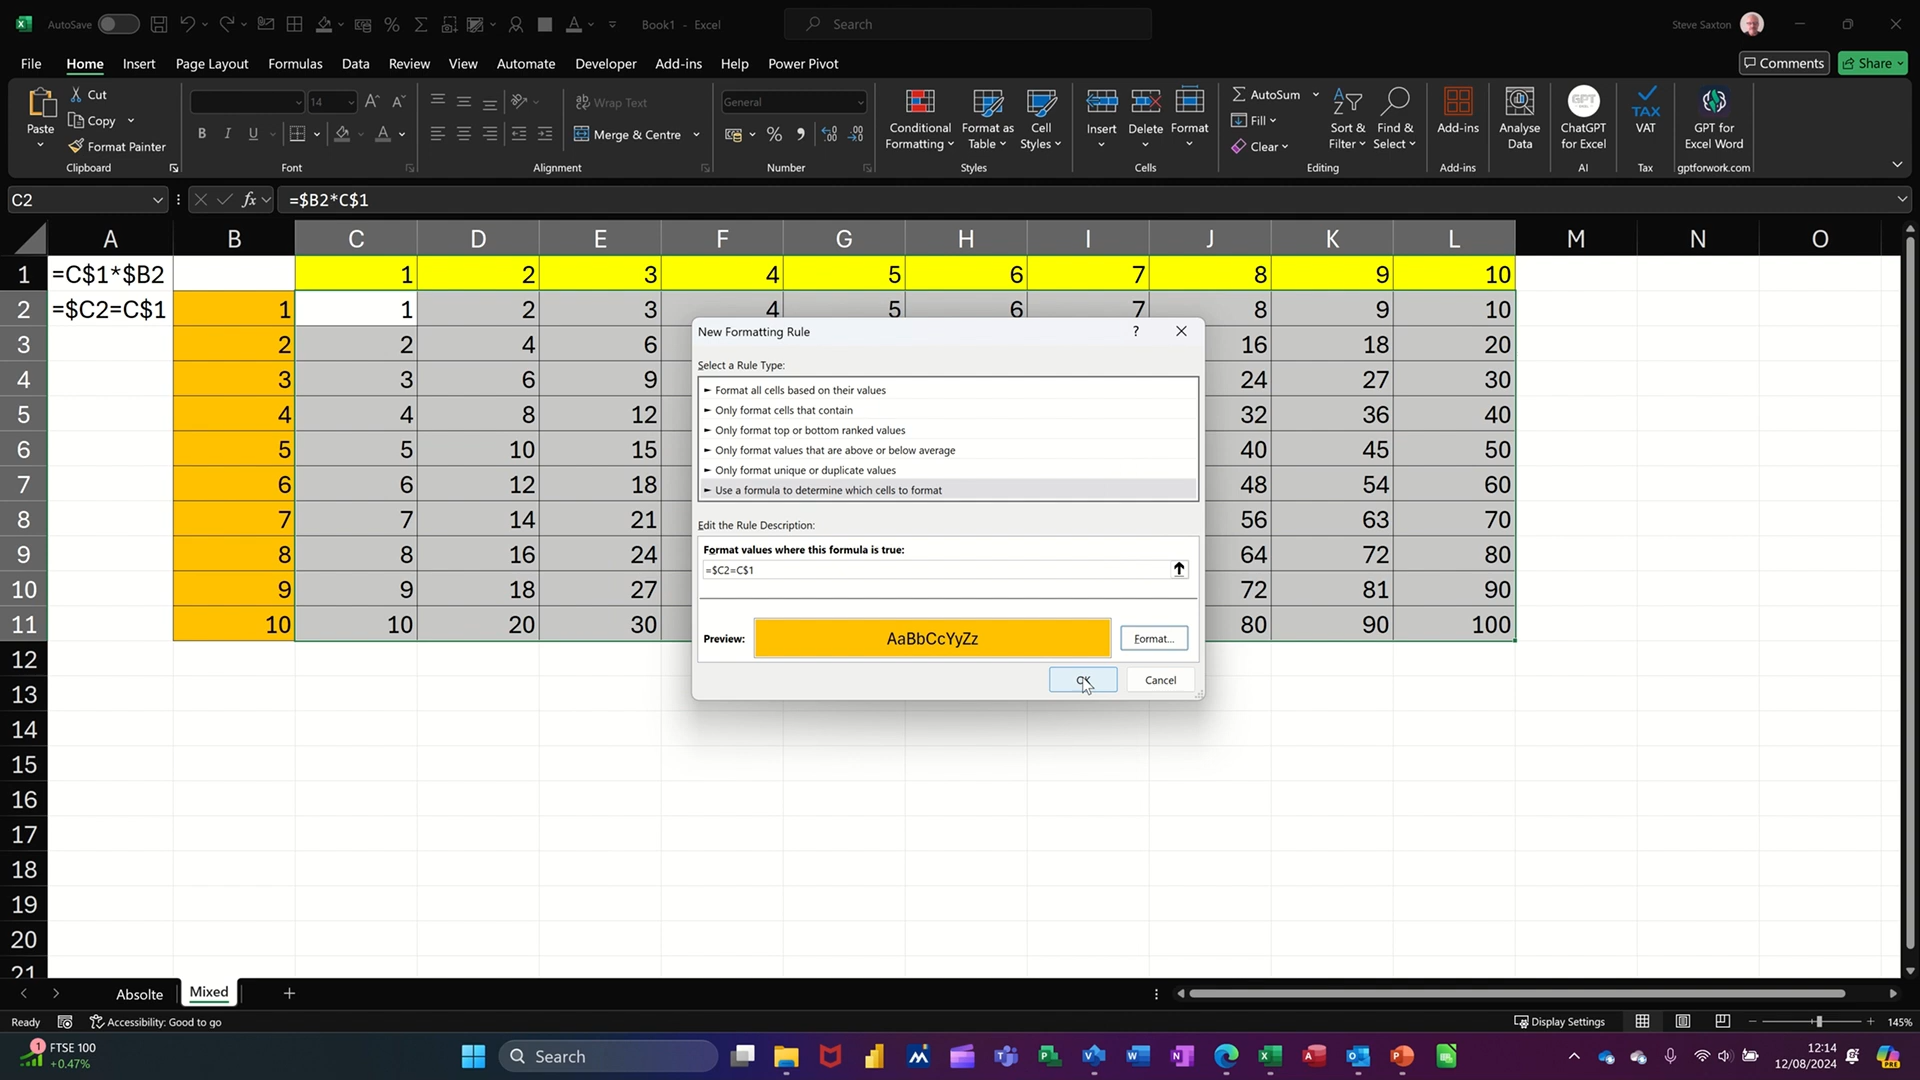 AutoSave Book1 - Excel Search Steve Saxton
File Home Insert Page Layout Formulas Data Review View Automate Developer Add-ins Help Power Pivot Comments Share
Paste Cut Copy Format Painter Clipboard
14 B I U Font
ab Wrap Text Merge & Centre Alignment
General % Number
Conditional Formatting Format as Table Cell Styles Styles
Insert Delete Format Cells
AutoSum Fill Clear Sort & Filter Find & Select Editing
Add-ins Add-ins
Analyse Data
GPT ChatGPT for Excel AI
TAX VAT Tax
GPT for Excel Word gptforwork.com
C2 fx =$B2*C$1
A B C D E F G H I J K L M N O
1 =C$1*$B2 1 2 3 4 5 6 7 8 9 10
2 =$C2=C$1 1 1 2 3 4 5 6 7 8 9 10
3 2 2 4 6 16 18 20
4 3 3 6 9 24 27 30
5 4 4 8 12 32 36 40
6 5 5 10 15 40 45 50
7 6 6 12 18 48 54 60
8 7 7 14 21 56 63 70
9 8 8 16 24 64 72 80
10 9 9 18 27 72 81 90
11 10 10 20 30 80 90 100
12
13
14
15
16
17
18
19
20
21
New Formatting Rule ?
Select a Rule Type:
► Format all cells based on their values
► Only format cells that contain
► Only format top or bottom ranked values
► Only format values that are above or below average
► Only format unique or duplicate values
► Use a formula to determine which cells to format
Edit the Rule Description:
Format values where this formula is true:
=$C2=C$1
Preview: AaBbCcYyZz Format...
OK Cancel
Absolte Mixed
Ready Accessibility: Good to go Display Settings 145%
1 FTSE 100 Search 12:14
+0.47% 12/08/2024 PRE